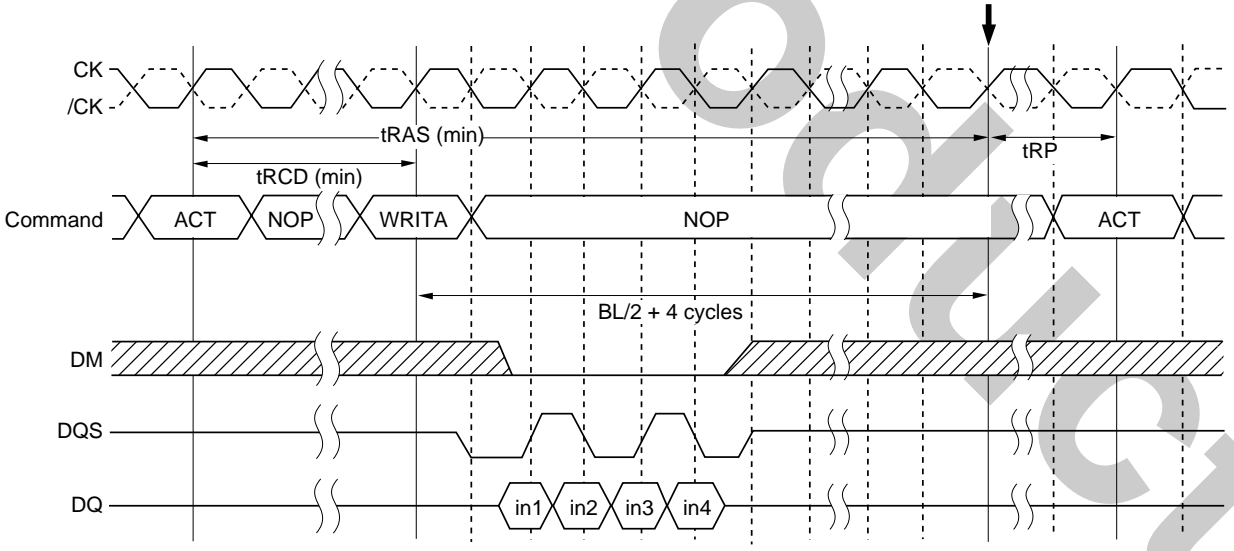 CK
/CK
tRAS (min)
tRP
tRCD (min)
Command ACT NOP WRITA NOP ACT
BL/2 + 4 cycles
DM
DQS
DQ in1 in2 in3 in4
oduct